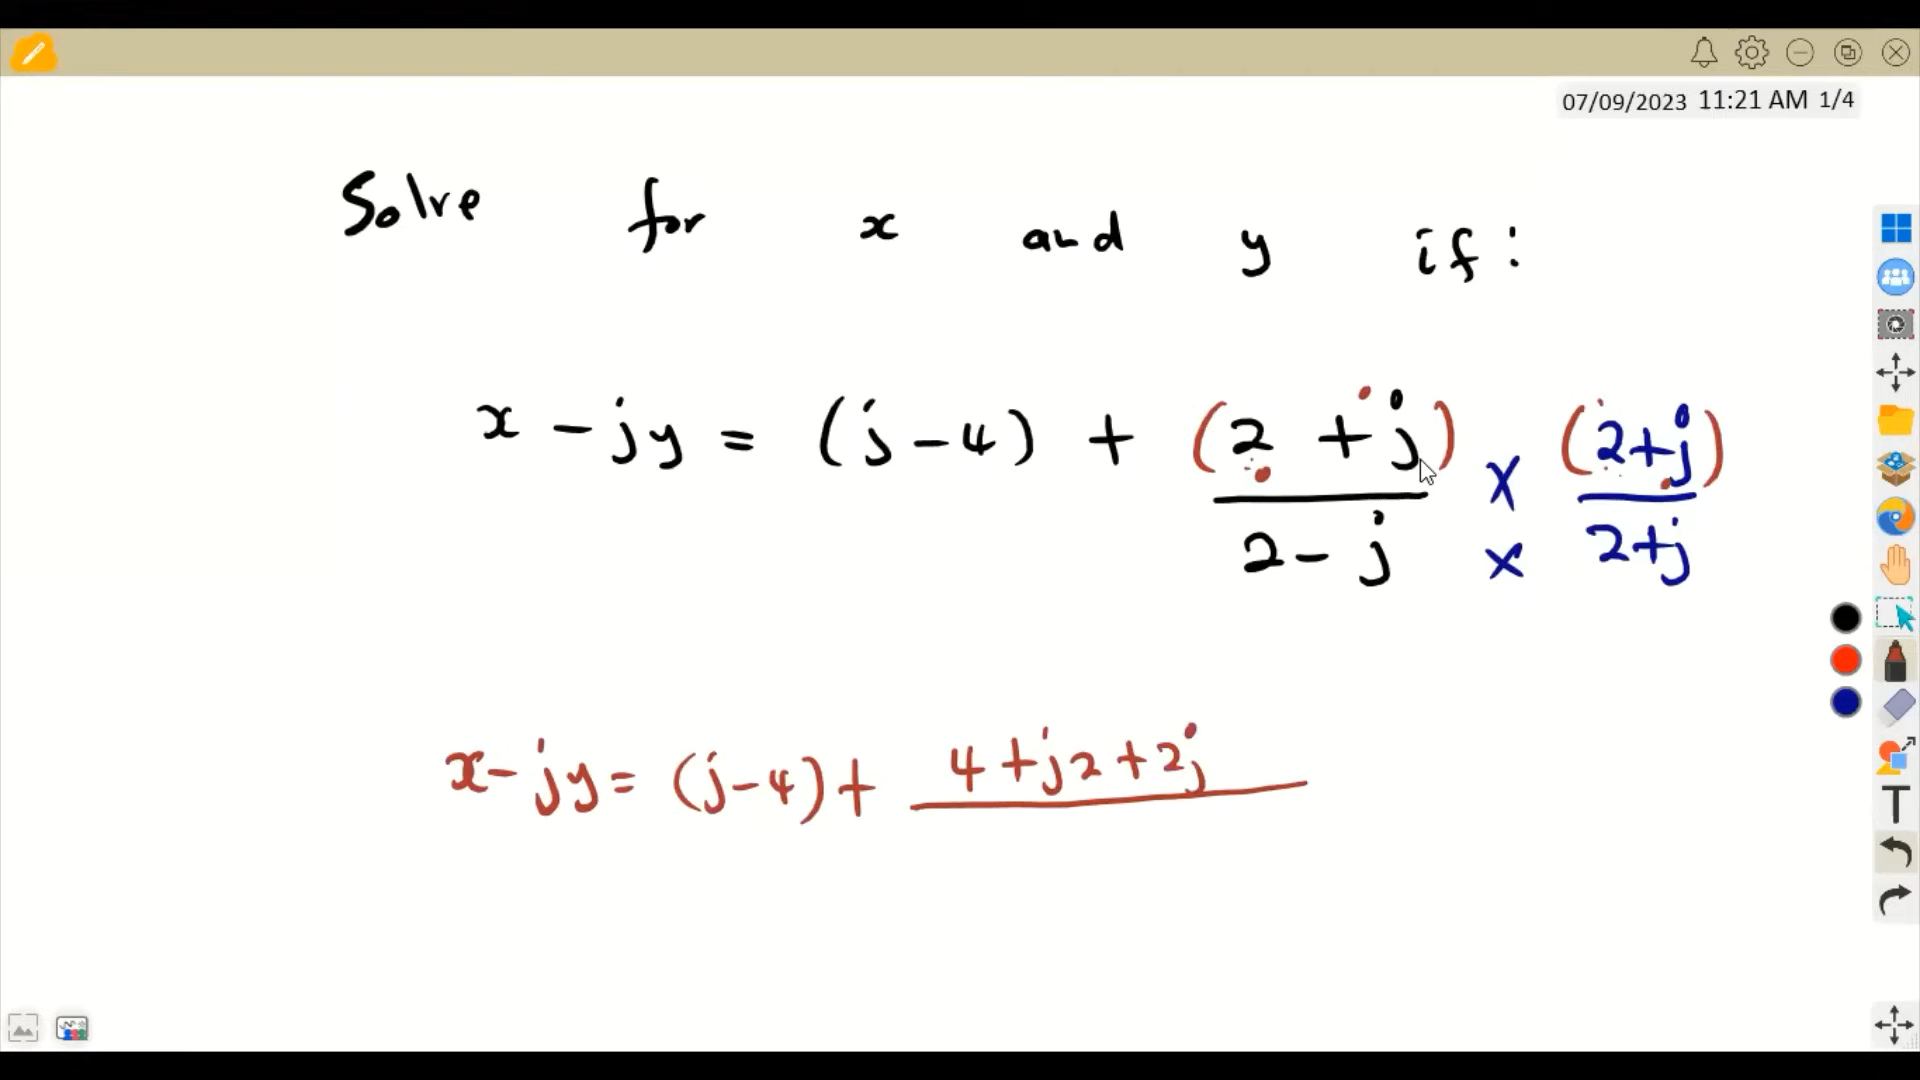 07/09/2023 11:21 AM 1/4
Solve for x and y if:
x - jy = (j-4) + (2 + j)/(2 - j) × (2+j)/(2+j)
x - jy = (j-4) + 4 + j2 + 2j
T